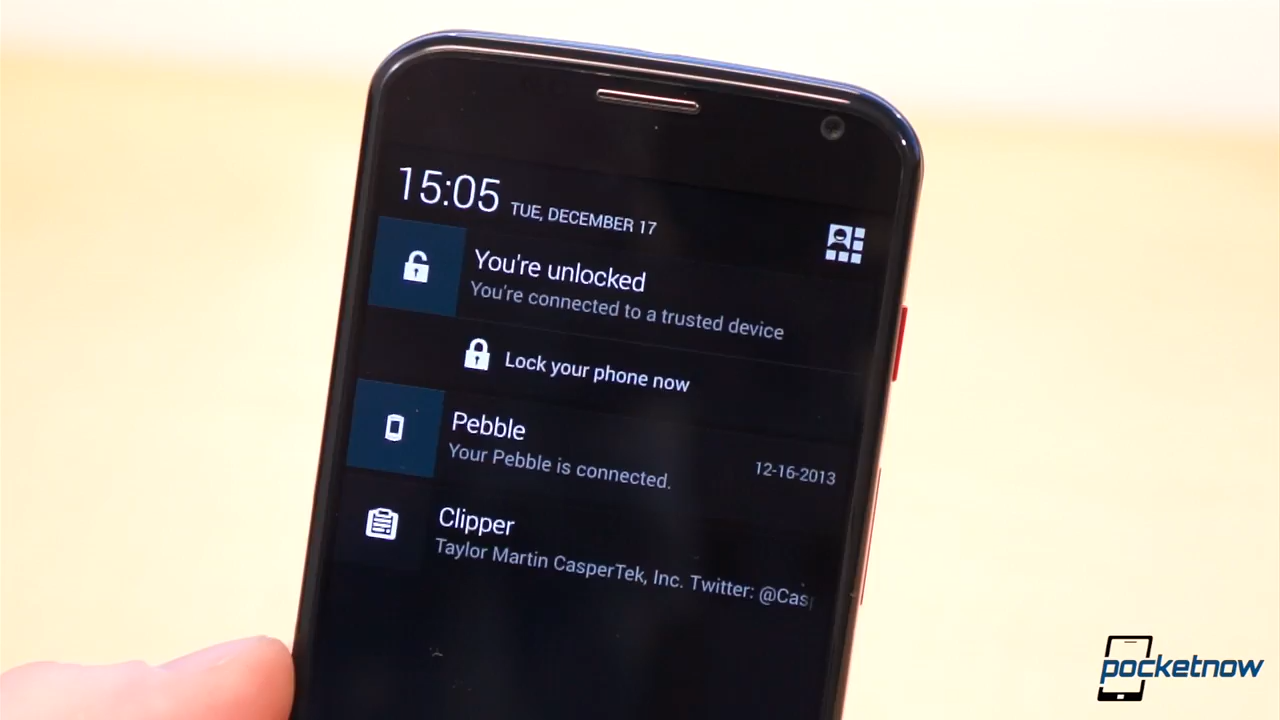 15:05 TUE, DECEMBER 17
You're unlocked
You're connected to a trusted device
Lock your phone now
Pebble
Your Pebble is connected. 12-16-2013
Clipper
Taylor Martin CasperTek, Inc. Twitter: @Cas
pocketnow